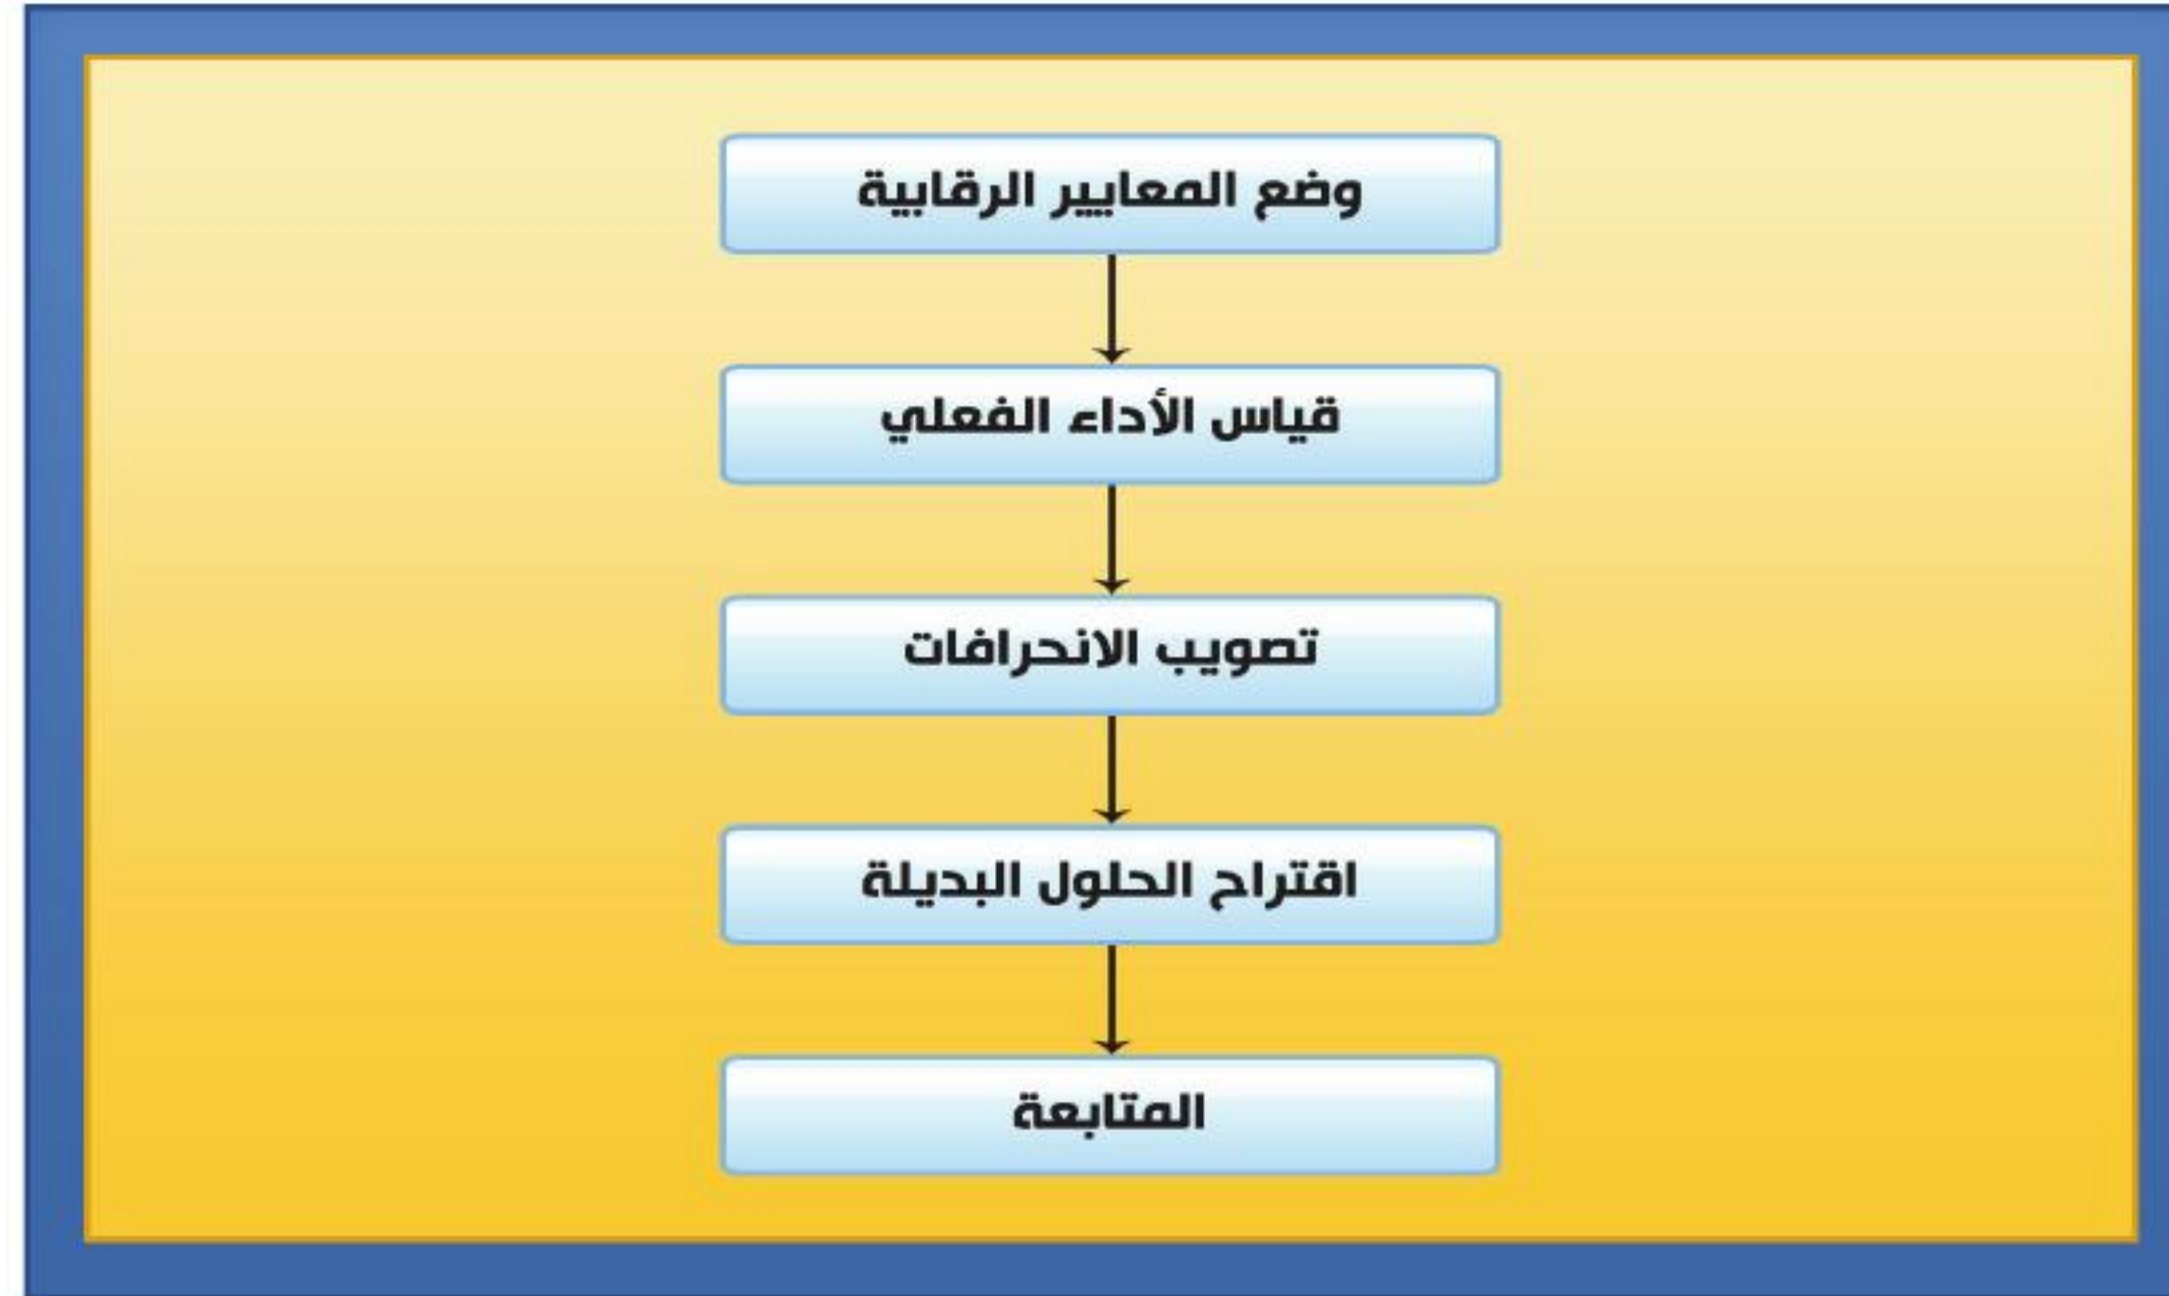 وضع المعايير الرقابية
قياس الأداء الفعلي
تصويب الانحرافات
اقتراح الحلول البديلة
المتابعة